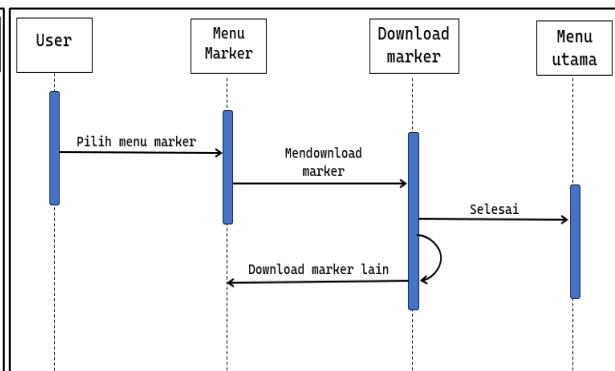 User
Menu
Marker
Download
marker
Menu
utama
Pilih menu marker
Mendownload
marker
Selesai
Download marker lain